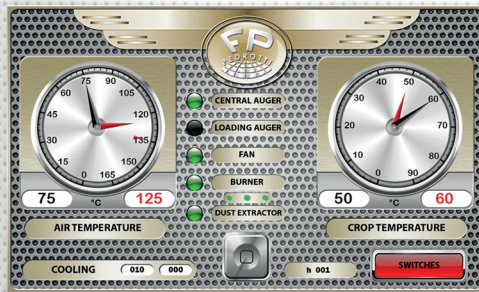 FP
PEDROTTI
75
60
90
45
105
30
120
15
135
0
150
165
75
°C
125
AIR TEMPERATURE
CENTRAL AUGER
LOADING AUGER
FAN
BURNER
DUST EXTRACTOR
40
50
30
60
20
70
10
80
0
90
50
°C
60
CROP TEMPERATURE
COOLING
010
000
h 001
SWITCHES